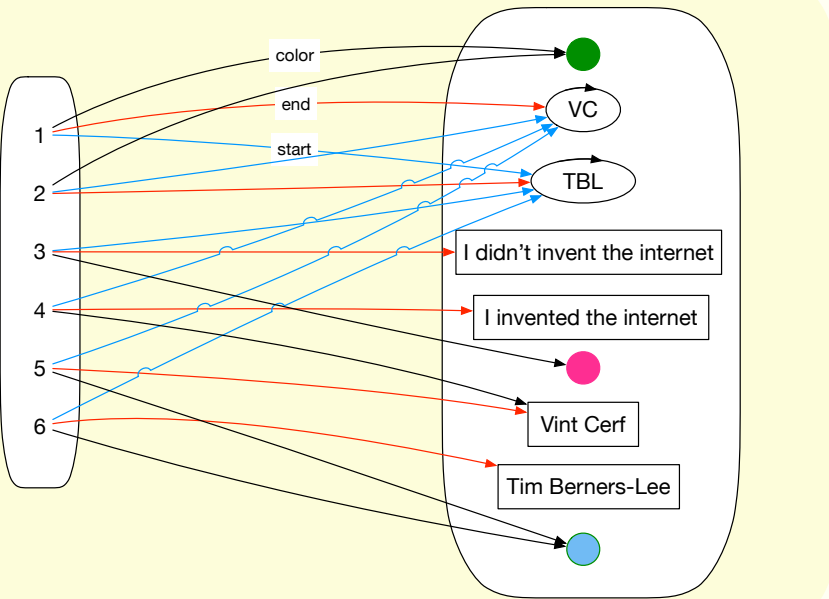 color
end
start
1
2
3
4
5
6
VC
TBL
I didn’t invent the internet
I invented the internet
Vint Cerf
Tim Berners-Lee